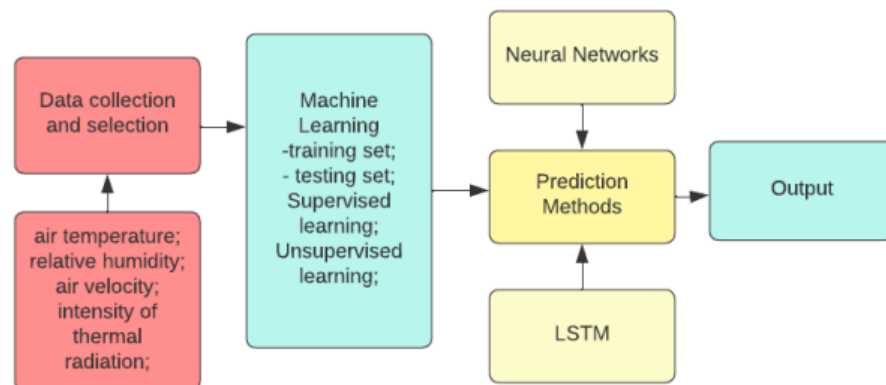 Data collection
and selection
air temperature;
relative humidity;
air velocity;
intensity of
thermal
radiation;
Machine
Learning
-training set;
- testing set;
Supervised
learning;
Unsupervised
learning;
Neural Networks
Prediction
Methods
LSTM
Output